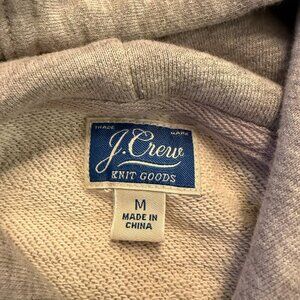 TRADE MARK
J.Crew
KNIT GOODS
M
MADE IN
CHINA